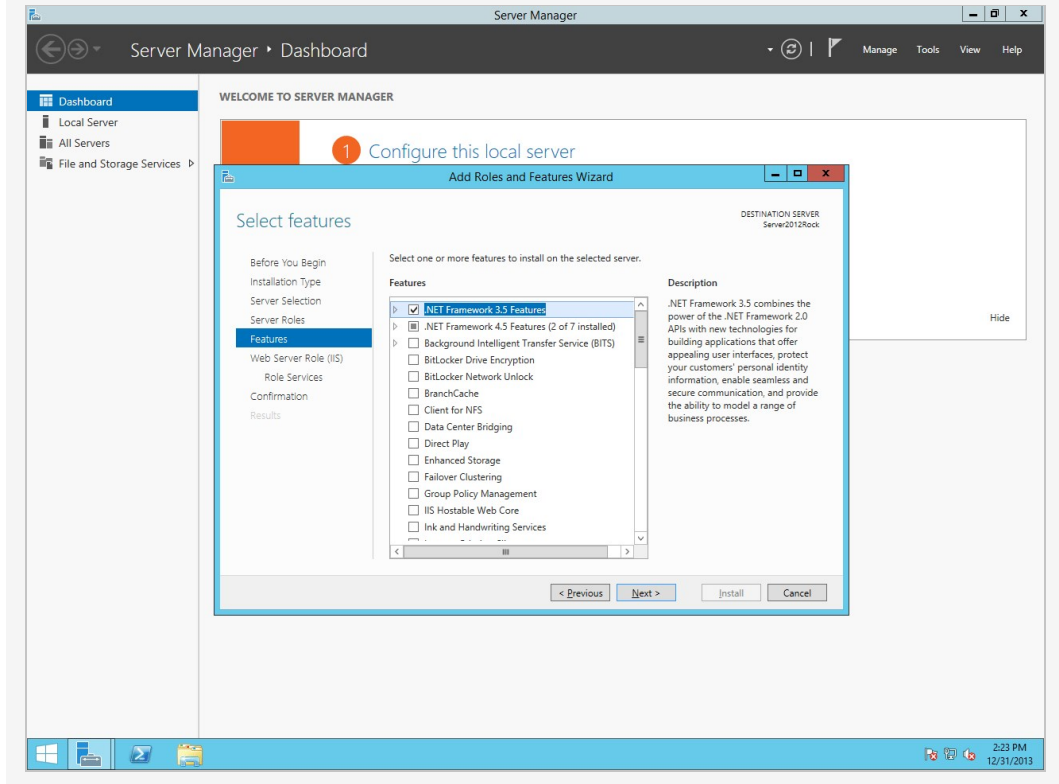 Server Manager
Server Manager • Dashboard
Manage Tools View Help
Dashboard
Local Server
All Servers
File and Storage Services
WELCOME TO SERVER MANAGER
1 Configure this local server
Hide
Add Roles and Features Wizard
Select features
DESTINATION SERVER
Server2012Rock
Before You Begin
Installation Type
Server Selection
Server Roles
Features
Web Server Role (IIS)
Role Services
Confirmation
Results
Select one or more features to install on the selected server.
Features
.NET Framework 3.5 Features
.NET Framework 4.5 Features (2 of 7 installed)
Background Intelligent Transfer Service (BITS)
BitLocker Drive Encryption
BitLocker Network Unlock
BranchCache
Client for NFS
Data Center Bridging
Direct Play
Enhanced Storage
Failover Clustering
Group Policy Management
IIS Hostable Web Core
Ink and Handwriting Services
Description
.NET Framework 3.5 combines the
power of the .NET Framework 2.0
APIs with new technologies for
building applications that offer
appealing user interfaces, protect
your customers' personal identity
information, enable seamless and
secure communication, and provide
the ability to model a range of
business processes.
< Previous Next > Install Cancel
2:23 PM
12/31/2013